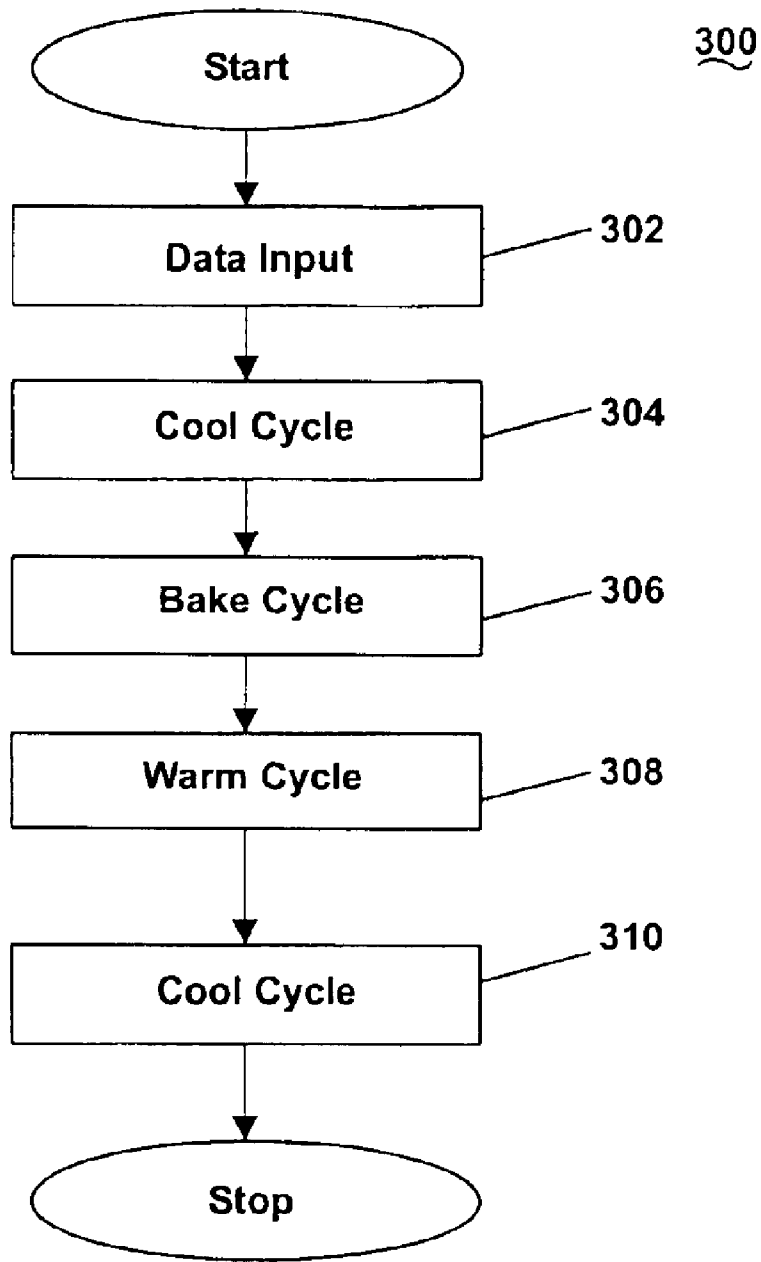 Start
300
Data Input
302
Cool Cycle
304
Bake Cycle
306
Warm Cycle
308
Cool Cycle
310
Stop